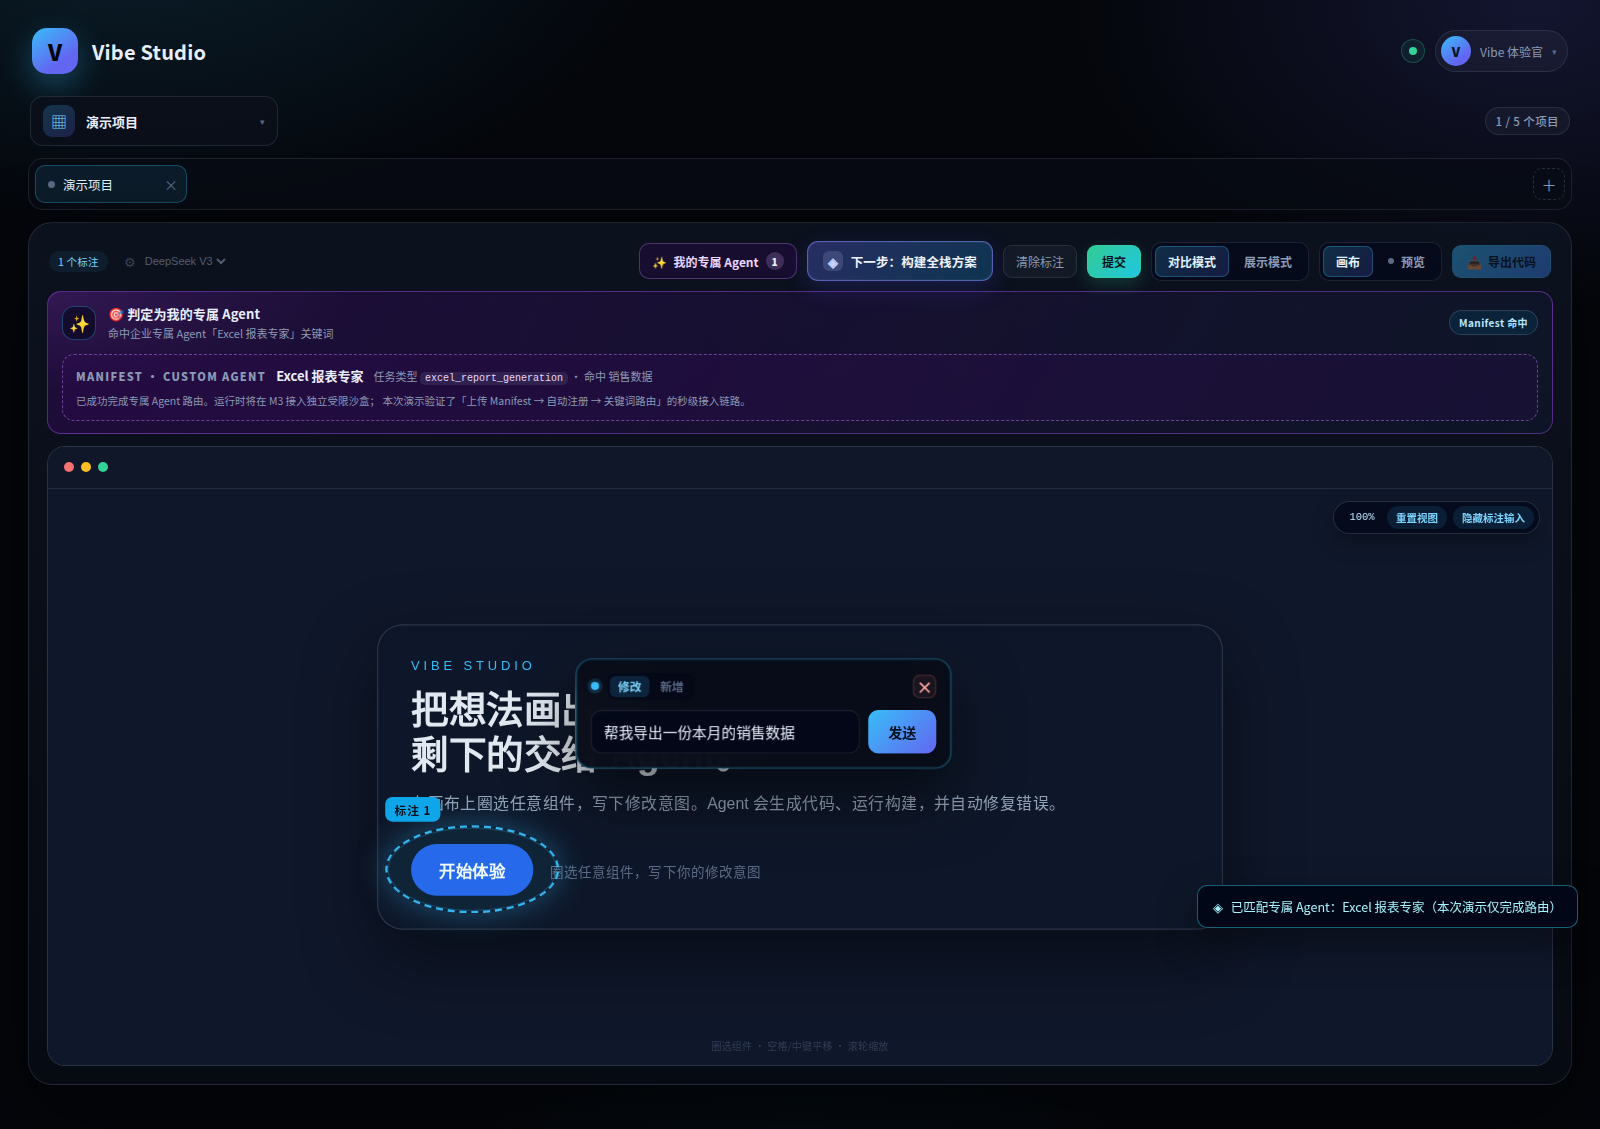 V
Vibe Studio
V
Vibe 体验官
演示项目
1 / 5 个项目
演示项目
1 个标注
DeepSeek V3
我的专属 Agent 1
下一步：构建全栈方案
清除标注
提交
对比模式
展示模式
画布
预览
导出代码
判定为我的专属 Agent
命中企业专属 Agent「Excel 报表专家」关键词
Manifest 命中
MANIFEST • CUSTOM AGENT Excel 报表专家 任务类型 excel_report_generation · 命中 销售数据
已成功完成专属 Agent 路由。运行时将在 M3 接入独立受限沙盒； 本次演示验证了「上传 Manifest → 自动注册 → 关键词路由」的秒级接入链路。
100%
重置视图
隐藏标注输入
VIBE STUDIO
把想法画
剩下的交
修改
新增
帮我导出一份本月的销售数据
发送
标注 1
画布上圈选任意组件，写下修改意图。Agent 会生成代码、运行构建，并自动修复错误。
开始体验
圈选任意组件，写下你的修改意图
已匹配专属 Agent：Excel 报表专家（本次演示仅完成路由）
圈选组件 · 空格/中键平移 · 滚轮缩放